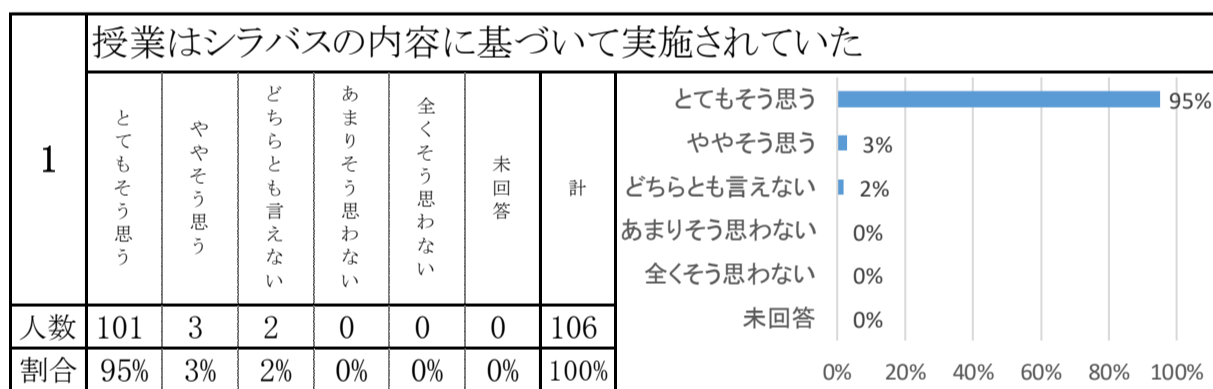 授業はシラバスの内容に基づいて実施されていた
1
とてもそう思う
ややそう思う
どちらとも言えない
あまりそう思わない
全くそう思わない
未回答
計
人数 101 3 2 0 0 0 106
割合 95% 3% 2% 0% 0% 0% 100%
とてもそう思う 95%
ややそう思う 3%
どちらとも言えない 2%
あまりそう思わない 0%
全くそう思わない 0%
未回答 0%
0% 20% 40% 60% 80% 100%